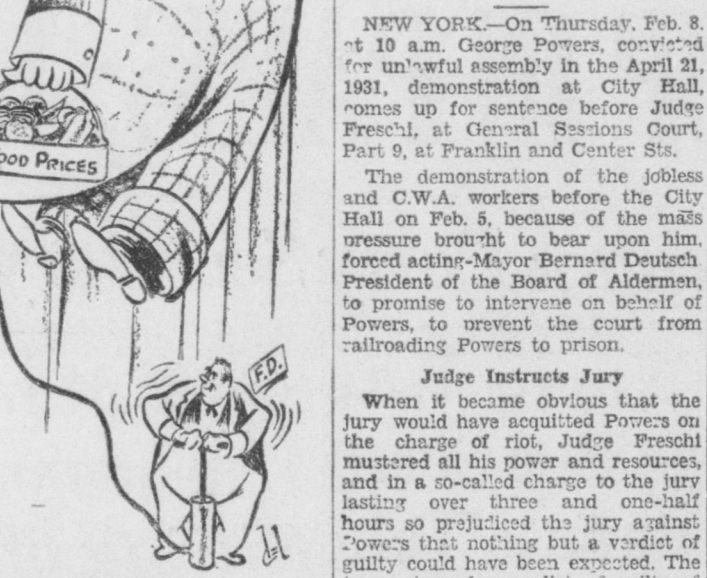 OOD PRICES
F.D.
NEW YORK.—On Thursday, Feb. 8,
at 10 a.m. George Powers, convicted
for unlawful assembly in the April 21,
1931, demonstration at City Hall,
comes up for sentence before Judge
Freschi, at General Sessions Court,
Part 9, at Franklin and Center Sts.
The demonstration of the jobless
and C.W.A. workers before the City
Hall on Feb. 5, because of the mass
pressure brought to bear upon him,
forced acting-Mayor Bernard Deutsch
President of the Board of Aldermen,
to promise to intervene on behalf of
Powers, to prevent the court from
railroading Powers to prison.
Judge Instructs Jury
When it became obvious that the
jury would have acquitted Powers on
the charge of riot, Judge Freschi
mustered all his power and resources,
and in a so-called charge to the jury
lasting over three and one-half
hours so prejudiced the jury against
Powers that nothing but a verdict of
guilty could have been expected. The